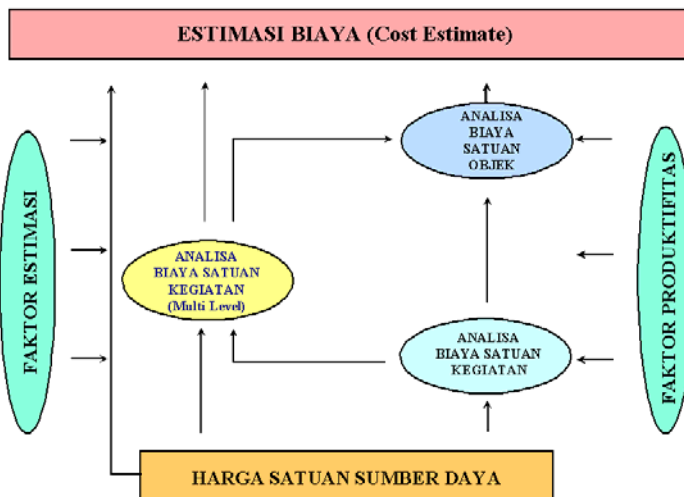 ESTIMASI BIAYA (Cost Estimate)
ANALISA
BIAYA
SATUAN
OBJEK
FAKTOR ESTIMASI
FAKTOR PRODUKTIFITAS
ANALISA
BIAYA SATUAN
KEGIATAN
(Multi Level)
ANALISA
BIAYA SATUAN
KEGIATAN
HARGA SATUAN SUMBER DAYA